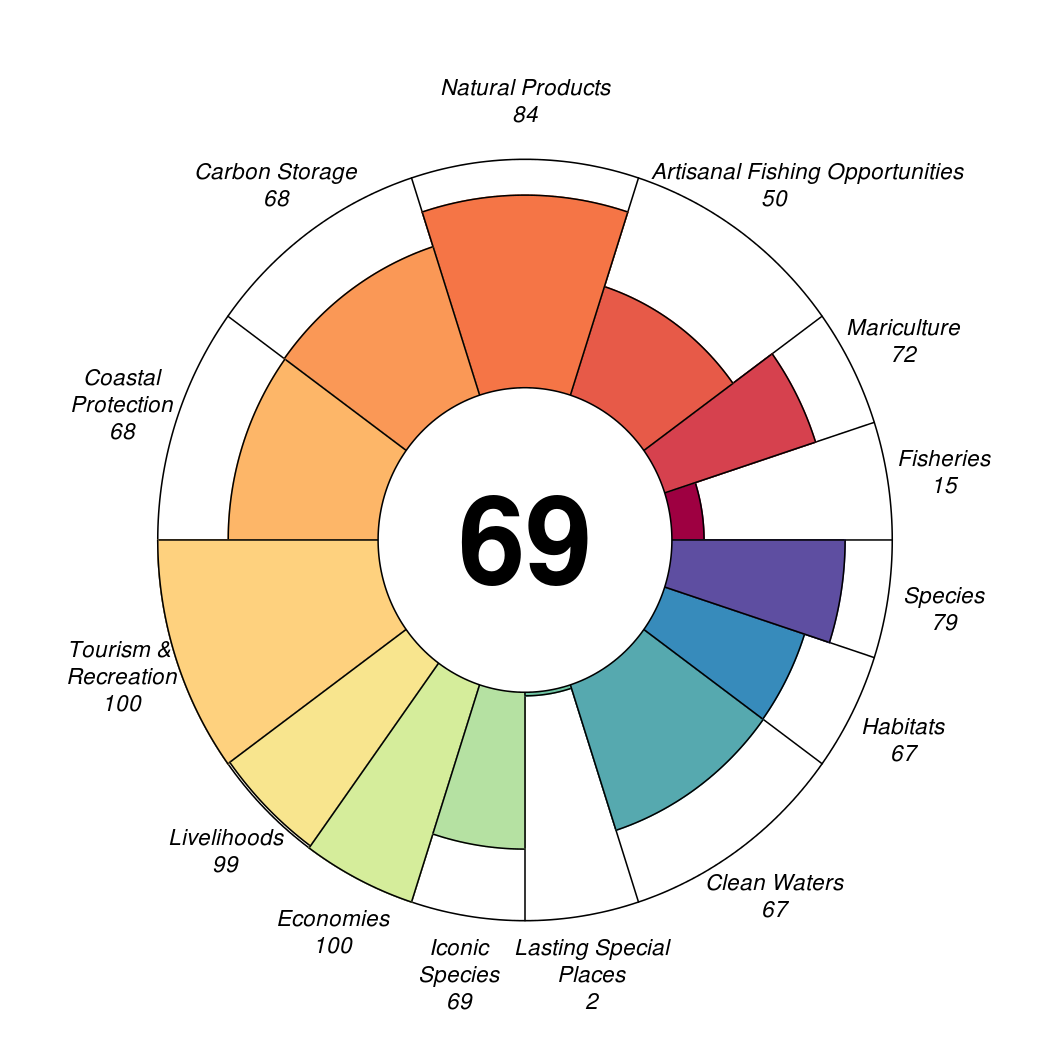 Natural Products
84
Artisanal Fishing Opportunities
50
Carbon Storage
68
Mariculture
72
Coastal
Protection
68
Fisheries
15
69
Species
79
Tourism &
Recreation
100
Habitats
67
Livelihoods
99
Clean Waters
67
Economies
100
Iconic
Species
69
Lasting Special
Places
2